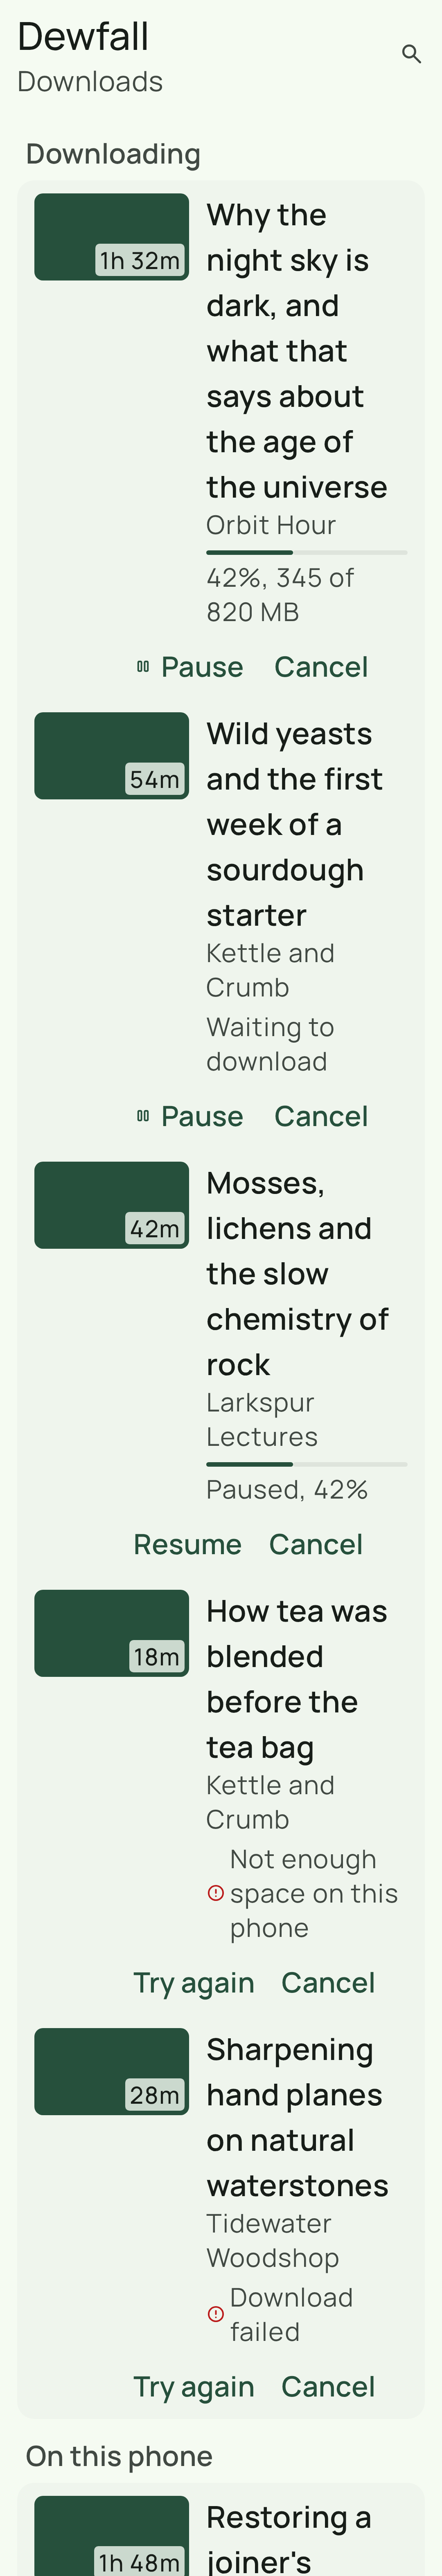 Dewfall
Downloads
Downloading
1h 32m
Why the
night sky is
dark, and
what that
says about
the age of
the universe
Orbit Hour
42%, 345 of
820 MB
Pause Cancel
54m
Wild yeasts
and the first
week of a
sourdough
starter
Kettle and
Crumb
Waiting to
download
Pause Cancel
42m
Mosses,
lichens and
the slow
chemistry of
rock
Larkspur
Lectures
Paused, 42%
Resume Cancel
18m
How tea was
blended
before the
tea bag
Kettle and
Crumb
Not enough
space on this
phone
Try again Cancel
28m
Sharpening
hand planes
on natural
waterstones
Tidewater
Woodshop
Download
failed
Try again Cancel
On this phone
1h 48m
Restoring a
joiner's